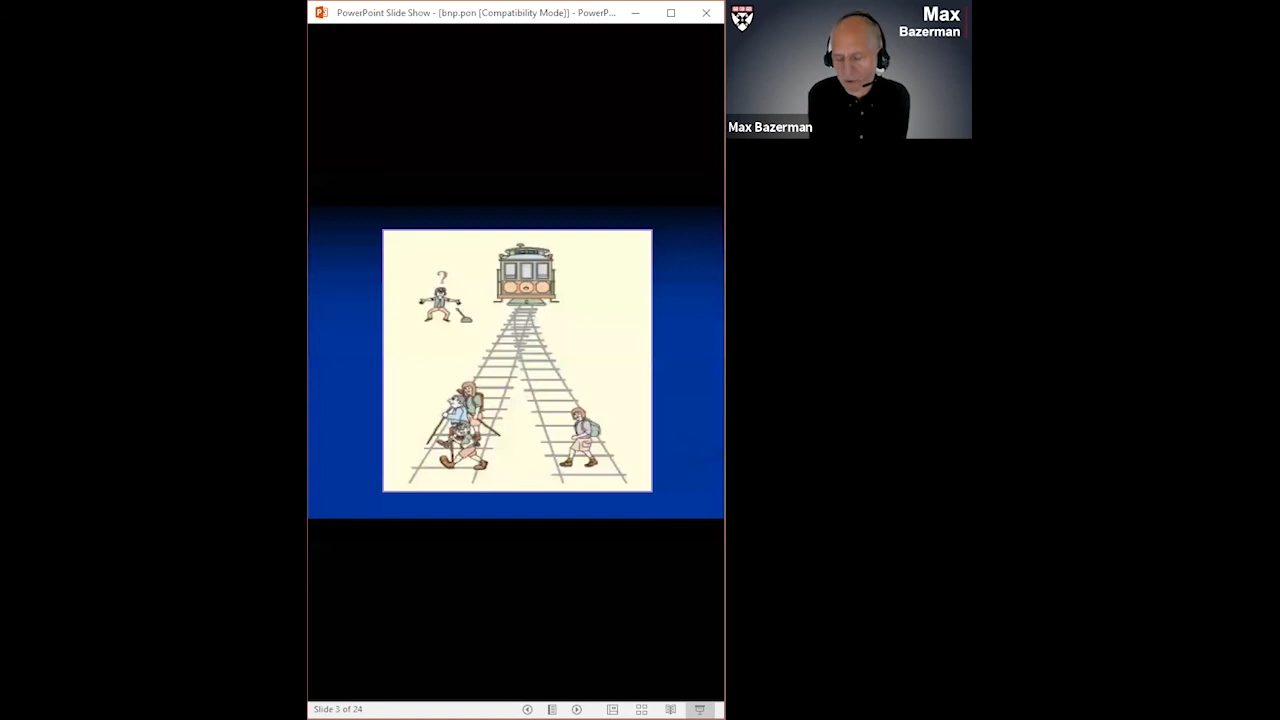 PowerPoint Slide Show - [bnp.pon [Compatibility Mode]] - PowerP...
Max
Bazerman
Max Bazerman
?
Slide 3 of 24